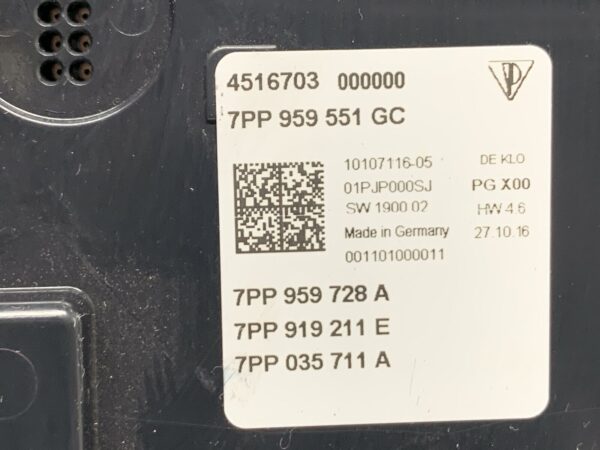 4516703 000000
7PP 959 551 GC
10107116-05 DE KLO
01PJP000SJ PG X00
SW 1900 02 HW 4.6
Made in Germany 27.10.16
001101000011
7PP 959 728 A
7PP 919 211 E
7PP 035 711 A